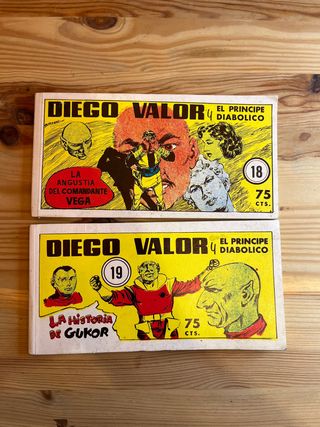 DIEGO VALOR y EL PRINCIPE
DIABOLICO
LA
ANGUSTIA
DEL COMANDANTE
VEGA
18
75
CTS.
DIEGO VALOR y EL PRINCIPE
DIABOLICO
19
LA HISTORIA
DE GUKOR
75
CTS.